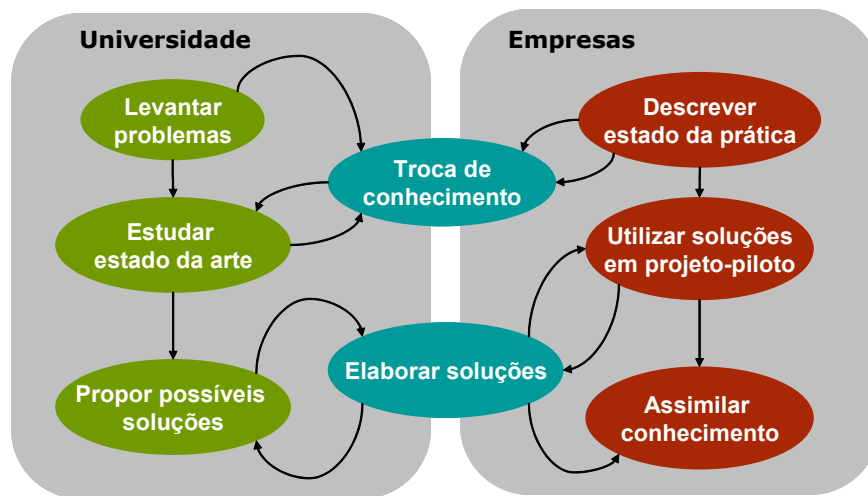 Universidade
Empresas
Levantar
problemas
Descrever
estado da prática
Troca de
conhecimento
Estudar
estado da arte
Utilizar soluções
em projeto-piloto
Elaborar soluções
Propor possíveis
soluções
Assimilar
conhecimento